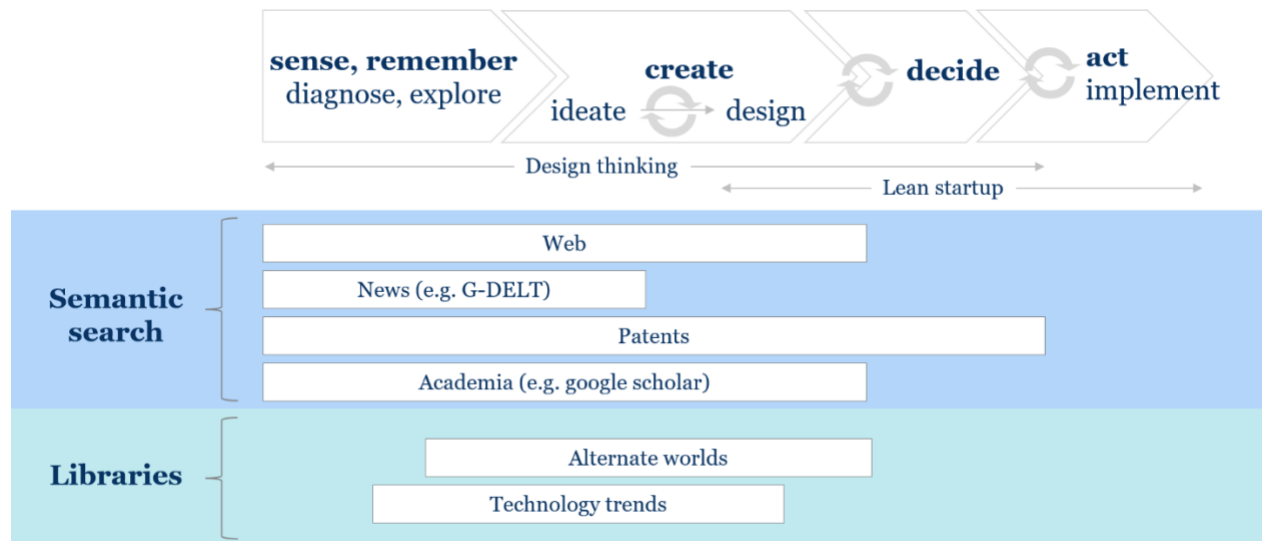 sense, remember
diagnose, explore
create
ideate design
decide
act
implement
Design thinking
Lean startup
Semantic
search
Web
News (e.g. G-DELT)
Patents
Academia (e.g. google scholar)
Libraries
Alternate worlds
Technology trends